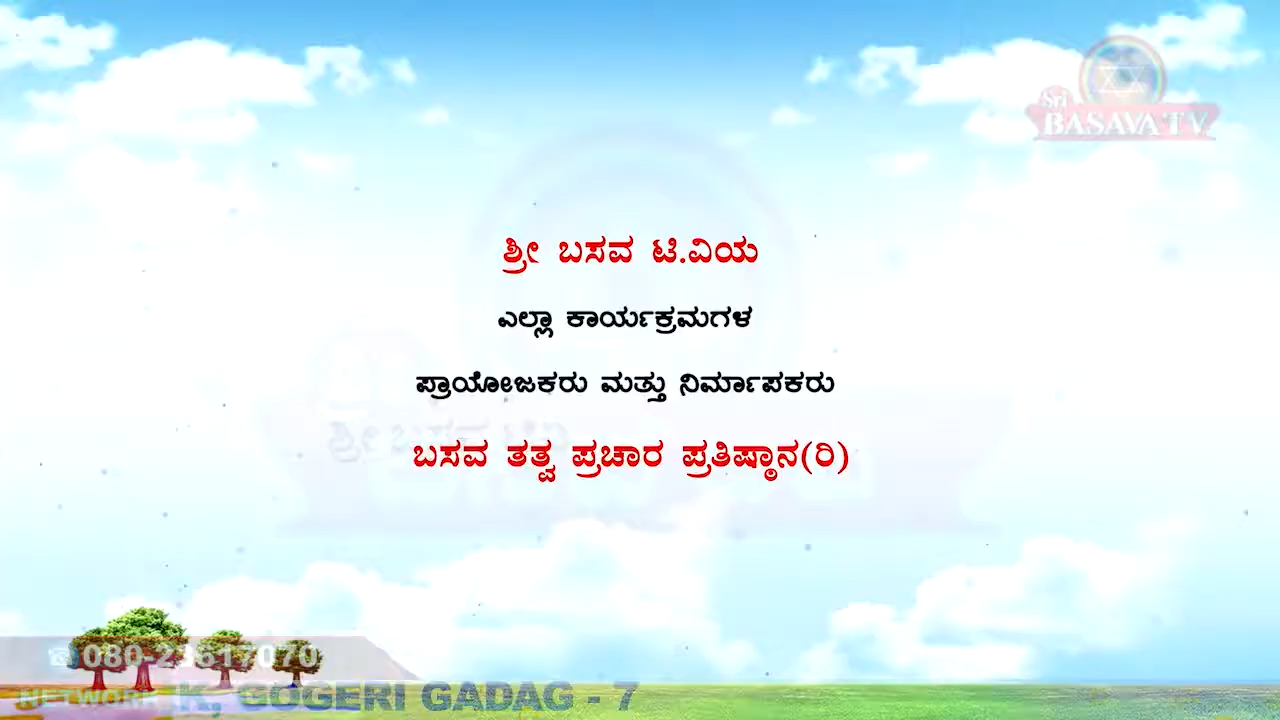 Sri
BASAVA TV
ಶ್ರೀ ಬಸವ ಟಿ.ವಿಯ
ಎಲ್ಲಾ ಕಾರ್ಯಕ್ರಮಗಳ
ಪ್ರಾಯೋಜಕರು ಮತ್ತು ನಿರ್ಮಾಪಕರು
ಬಸವ ತತ್ವ ಪ್ರಚಾರ ಪ್ರತಿಷ್ಠಾನ(ರಿ)
080-23617070
NETWORK K, GOGERI GADAG - 7